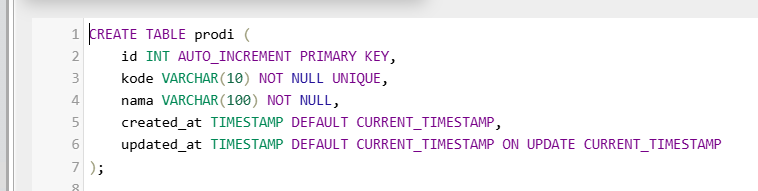 1 CREATE TABLE prodi (
2 id INT AUTO_INCREMENT PRIMARY KEY,
3 kode VARCHAR(10) NOT NULL UNIQUE,
4 nama VARCHAR(100) NOT NULL,
5 created_at TIMESTAMP DEFAULT CURRENT_TIMESTAMP,
6 updated_at TIMESTAMP DEFAULT CURRENT_TIMESTAMP ON UPDATE CURRENT_TIMESTAMP
7 );
8